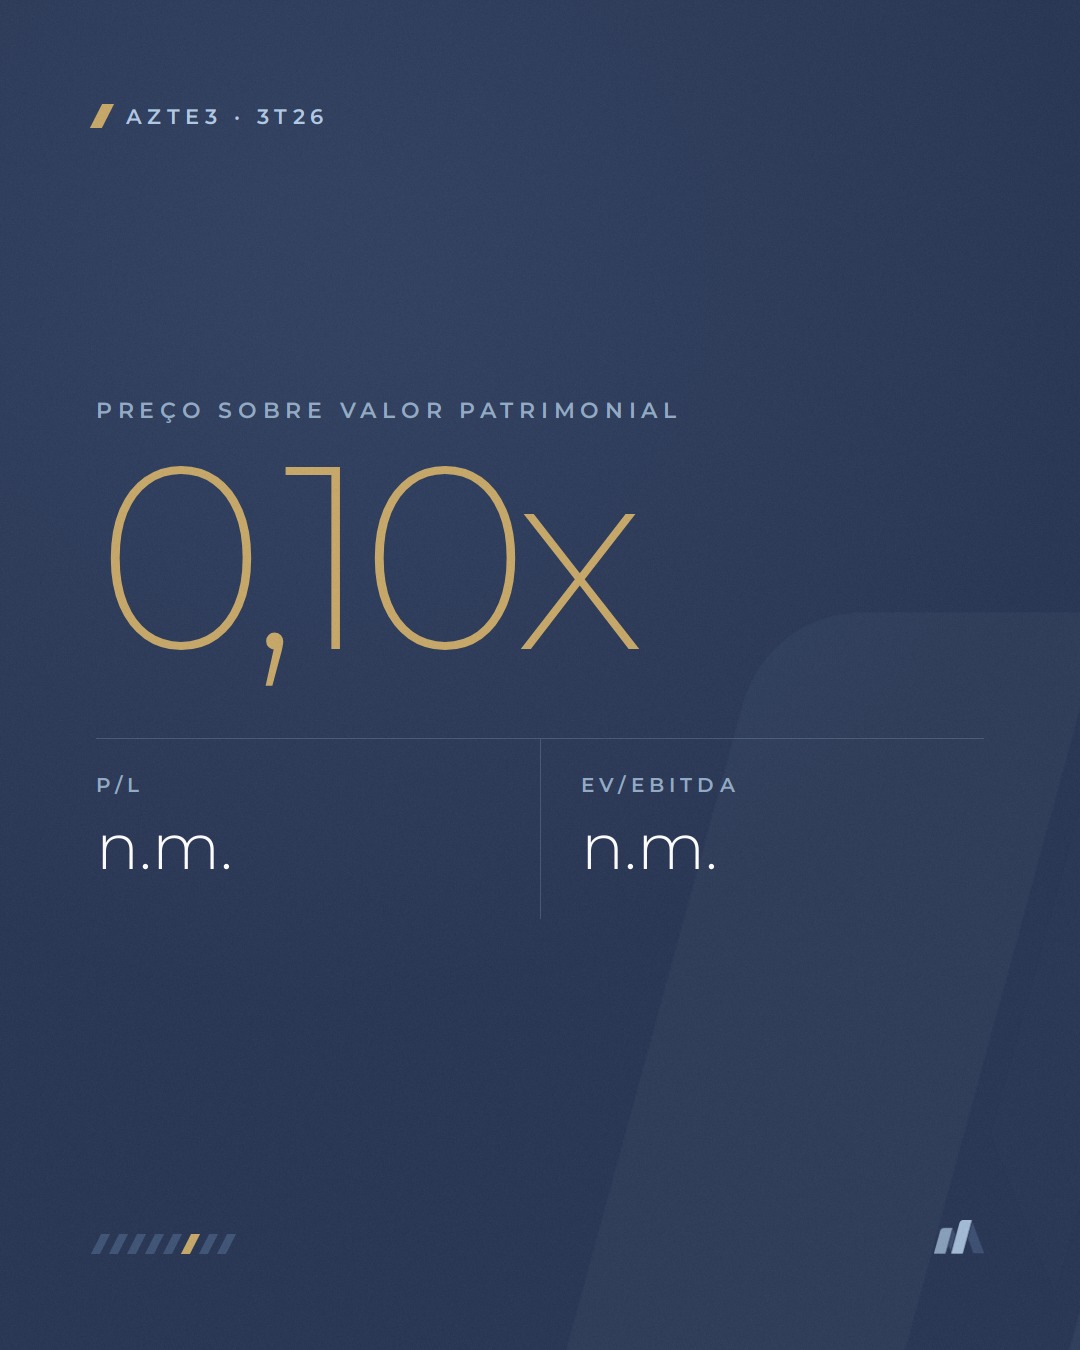 AZTE3 · 3T26
PREÇO SOBRE VALOR PATRIMONIAL
0,10x
P/L
n.m.
EV/EBITDA
n.m.